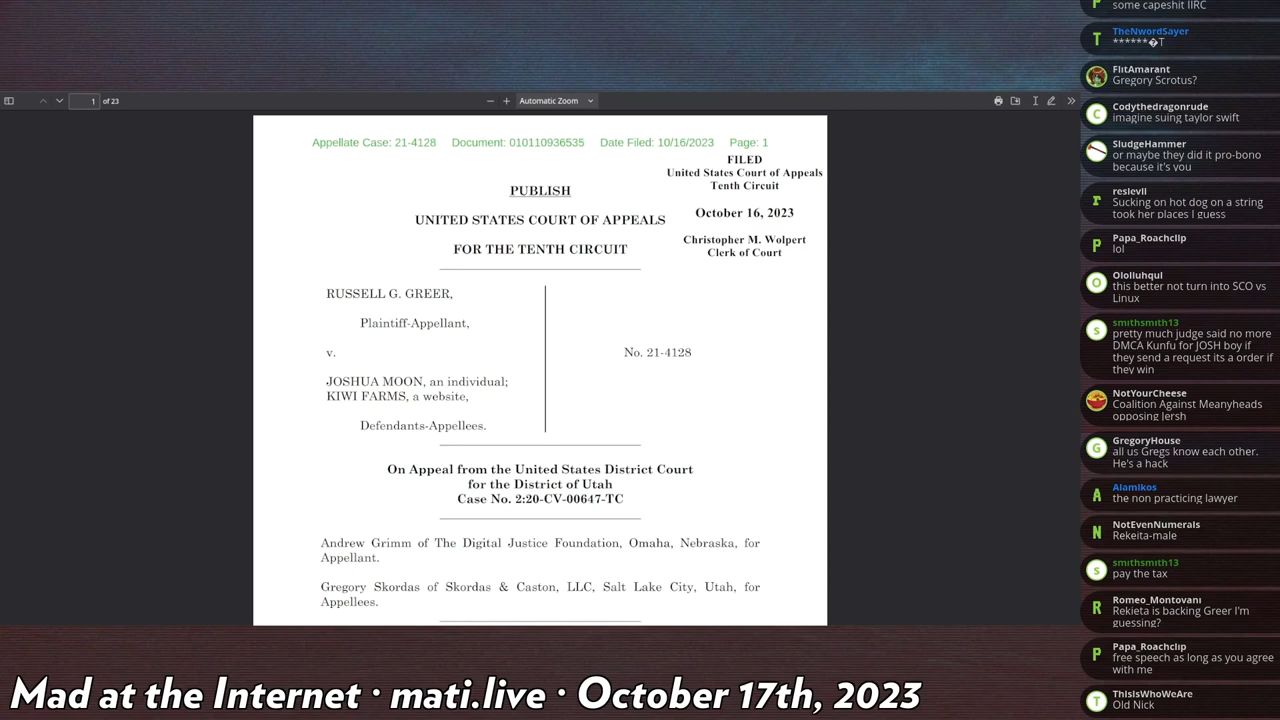 1
of 23
Automatic Zoom
Appellate Case: 21-4128 Document: 010110936535 Date Filed: 10/16/2023 Page: 1
FILED
United States Court of Appeals
Tenth Circuit
October 16, 2023
Christopher M. Wolpert
Clerk of Court
PUBLISH
UNITED STATES COURT OF APPEALS
FOR THE TENTH CIRCUIT
RUSSELL G. GREER,
Plaintiff-Appellant,
v.
JOSHUA MOON, an individual;
KIWI FARMS, a website,
Defendants-Appellees.
No. 21-4128
On Appeal from the United States District Court
for the District of Utah
Case No. 2:20-CV-00647-TC
Andrew Grimm of The Digital Justice Foundation, Omaha, Nebraska, for
Appellant.
Gregory Skordas of Skordas & Caston, LLC, Salt Lake City, Utah, for
Appellees.
some capeshit IIRC
T
TheNwordSayer
******�T
FlitAmarant
Gregory Scrotus?
C
Codythedragonrude
imagine suing taylor swift
SludgeHammer
or maybe they did it pro-bono
because it's you
r
reslevll
Sucking on hot dog on a string
took her places I guess
P
Papa_Roachclip
lol
O
Ololluhqul
this better not turn into SCO vs
Linux
s
smithsmith13
pretty much judge said no more
DMCA Kunfu for JOSH boy if
they send a request its a order if
they win
NotYourCheese
Coalition Against Meanyheads
opposing Jersh
G
GregoryHouse
all us Gregs know each other.
He's a hack
A
Alamikos
the non practicing lawyer
N
NotEvenNumerals
Rekeita-male
s
smithsmith13
pay the tax
R
Romeo_Montovani
Rekieta is backing Greer I'm
guessing?
P
Papa_Roachclip
free speech as long as you agree
with me
T
ThisIsWhoWeAre
Old Nick
Mad at the Internet · mati.live · October 17th, 2023